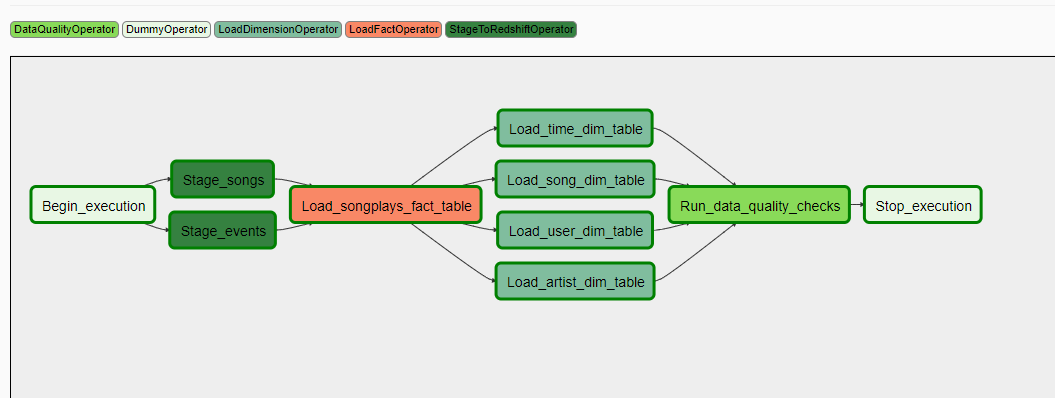 DataQualityOperator DummyOperator LoadDimensionOperator LoadFactOperator StageToRedshiftOperator
Load_time_dim_table
Stage_songs Load_song_dim_table
Begin_execution Load_songplays_fact_table Run_data_quality_checks Stop_execution
Stage_events Load_user_dim_table
Load_artist_dim_table